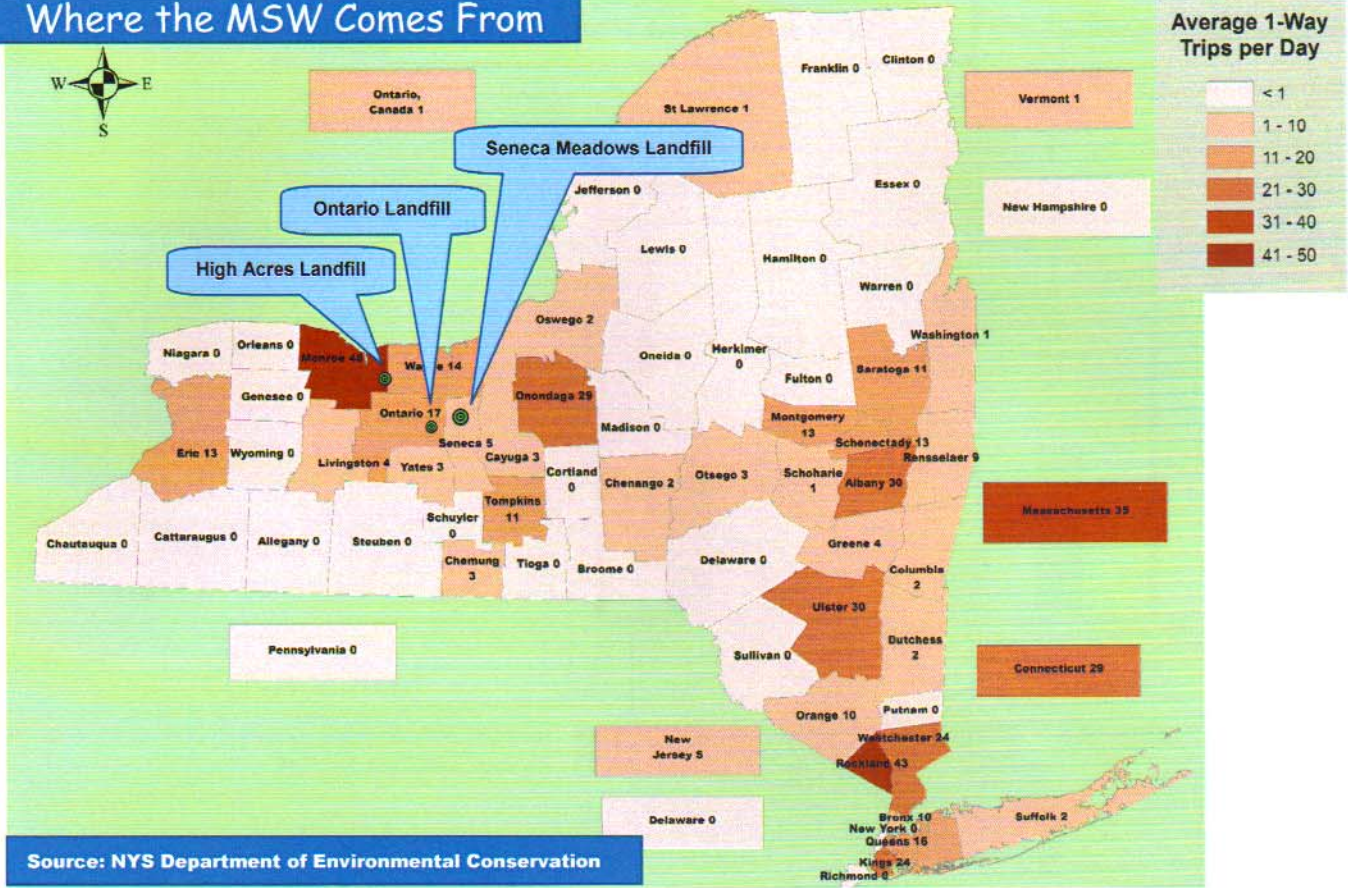 Where the MSW Comes From
Average 1-Way
Trips per Day
< 1
1 - 10
11 - 20
21 - 30
31 - 40
41 - 50
N
W
E
S
Ontario,
Canada 1
St Lawrence 1
Franklin 0
Clinton 0
Vermont 1
Seneca Meadows Landfill
Jefferson 0
Essex 0
New Hampshire 0
Ontario Landfill
Lewis 0
Hamilton 0
High Acres Landfill
Warren 0
Oswego 2
Washington 1
Niagara 0
Orleans 0
Monroe 48
Wayne 14
Oneida 0
Herkimer
0
Fulton 0
Saratoga 11
Genesee 0
Onondaga 29
Ontario 17
Madison 0
Montgomery
13
Seneca 5
Schenectady 13
Erie 13
Wyoming 0
Livingston 4
Yates 3
Cayuga 3
Rensselaer 9
Cortland
0
Chenango 2
Otsego 3
Schoharie
1
Albany 30
Tompkins
11
Massachusetts 35
Schuyler
0
Chautauqua 0
Cattaraugus 0
Allegany 0
Steuben 0
Greene 4
Chemung
3
Tioga 0
Broome 0
Delaware 0
Columbia
2
Ulster 30
Dutchess
2
Pennsylvania 0
Sullivan 0
Connecticut 29
Orange 10
Putnam 0
New
Jersey 5
Westchester 24
Rockland 43
Delaware 0
Bronx 10
New York 0
Queens 16
Suffolk 2
Kings 24
Richmond 0
Source: NYS Department of Environmental Conservation